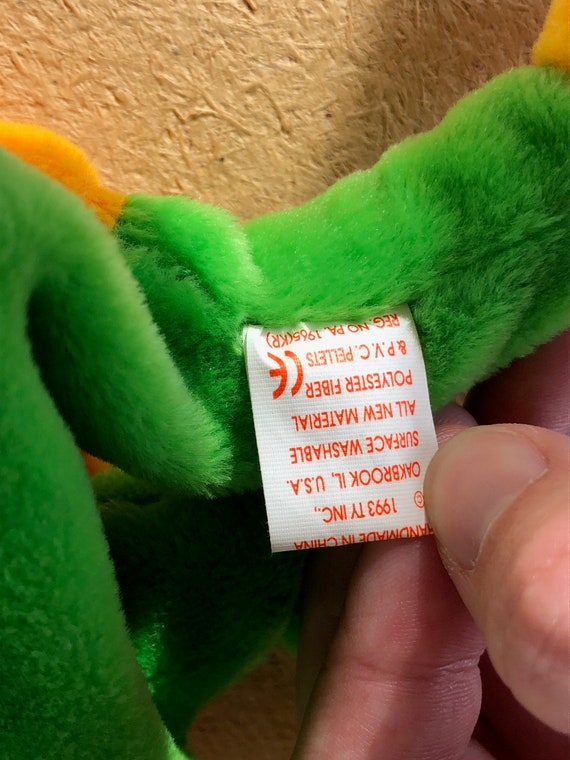 HANDMADE IN CHINA
© 1993 TY INC.,
OAKBROOK IL, U.S.A.
SURFACE WASHABLE
ALL NEW MATERIAL
POLYESTER FIBER
& P.V.C. PELLETS CE
REG. NO PA. 1965(KR)